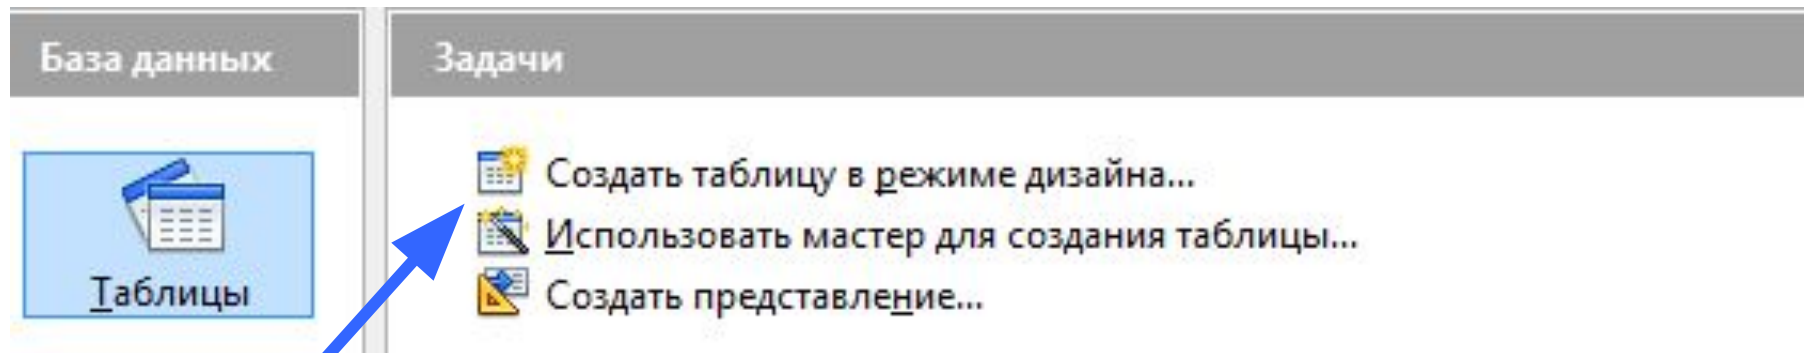 База данных
Задачи
Таблицы
Создать таблицу в режиме дизайна...
Использовать мастер для создания таблицы...
Создать представление...